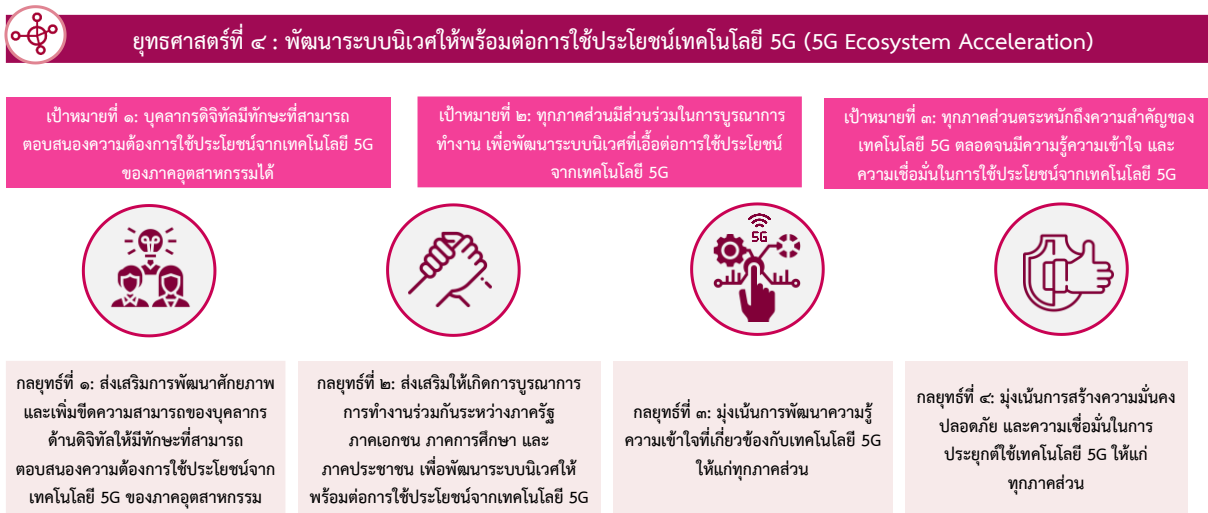 ยุทธศาสตร์ที่ ๔ : พัฒนาระบบนิเวศให้พร้อมต่อการใช้ประโยชน์เทคโนโลยี 5G (5G Ecosystem Acceleration)
เป้าหมายที่ ๑: บุคลากรดิจิทัลมีทักษะที่สามารถ
ตอบสนองความต้องการใช้ประโยชน์จากเทคโนโลยี 5G
ของภาคอุตสาหกรรมได้
เป้าหมายที่ ๒: ทุกภาคส่วนมีส่วนร่วมในการบูรณาการ
ทำงาน เพื่อพัฒนาระบบนิเวศที่เอื้อต่อการใช้ประโยชน์
จากเทคโนโลยี 5G
เป้าหมายที่ ๓: ทุกภาคส่วนตระหนักถึงความสำคัญของ
เทคโนโลยี 5G ตลอดจนมีความรู้ความเข้าใจ และ
ความเชื่อมั่นในการใช้ประโยชน์จากเทคโนโลยี 5G
5G
กลยุทธ์ที่ ๑: ส่งเสริมการพัฒนาศักยภาพ
และเพิ่มขีดความสามารถของบุคลากร
ด้านดิจิทัลให้มีทักษะที่สามารถ
ตอบสนองความต้องการใช้ประโยชน์จาก
เทคโนโลยี 5G ของภาคอุตสาหกรรม
กลยุทธ์ที่ ๒: ส่งเสริมให้เกิดการบูรณาการ
การทำงานร่วมกันระหว่างภาครัฐ
ภาคเอกชน ภาคการศึกษา และ
ภาคประชาชน เพื่อพัฒนาระบบนิเวศให้
พร้อมต่อการใช้ประโยชน์จากเทคโนโลยี 5G
กลยุทธ์ที่ ๓: มุ่งเน้นการพัฒนาความรู้
ความเข้าใจที่เกี่ยวข้องกับเทคโนโลยี 5G
ให้แก่ทุกภาคส่วน
กลยุทธ์ที่ ๔: มุ่งเน้นการสร้างความมั่นคง
ปลอดภัย และความเชื่อมั่นในการ
ประยุกต์ใช้เทคโนโลยี 5G ให้แก่
ทุกภาคส่วน